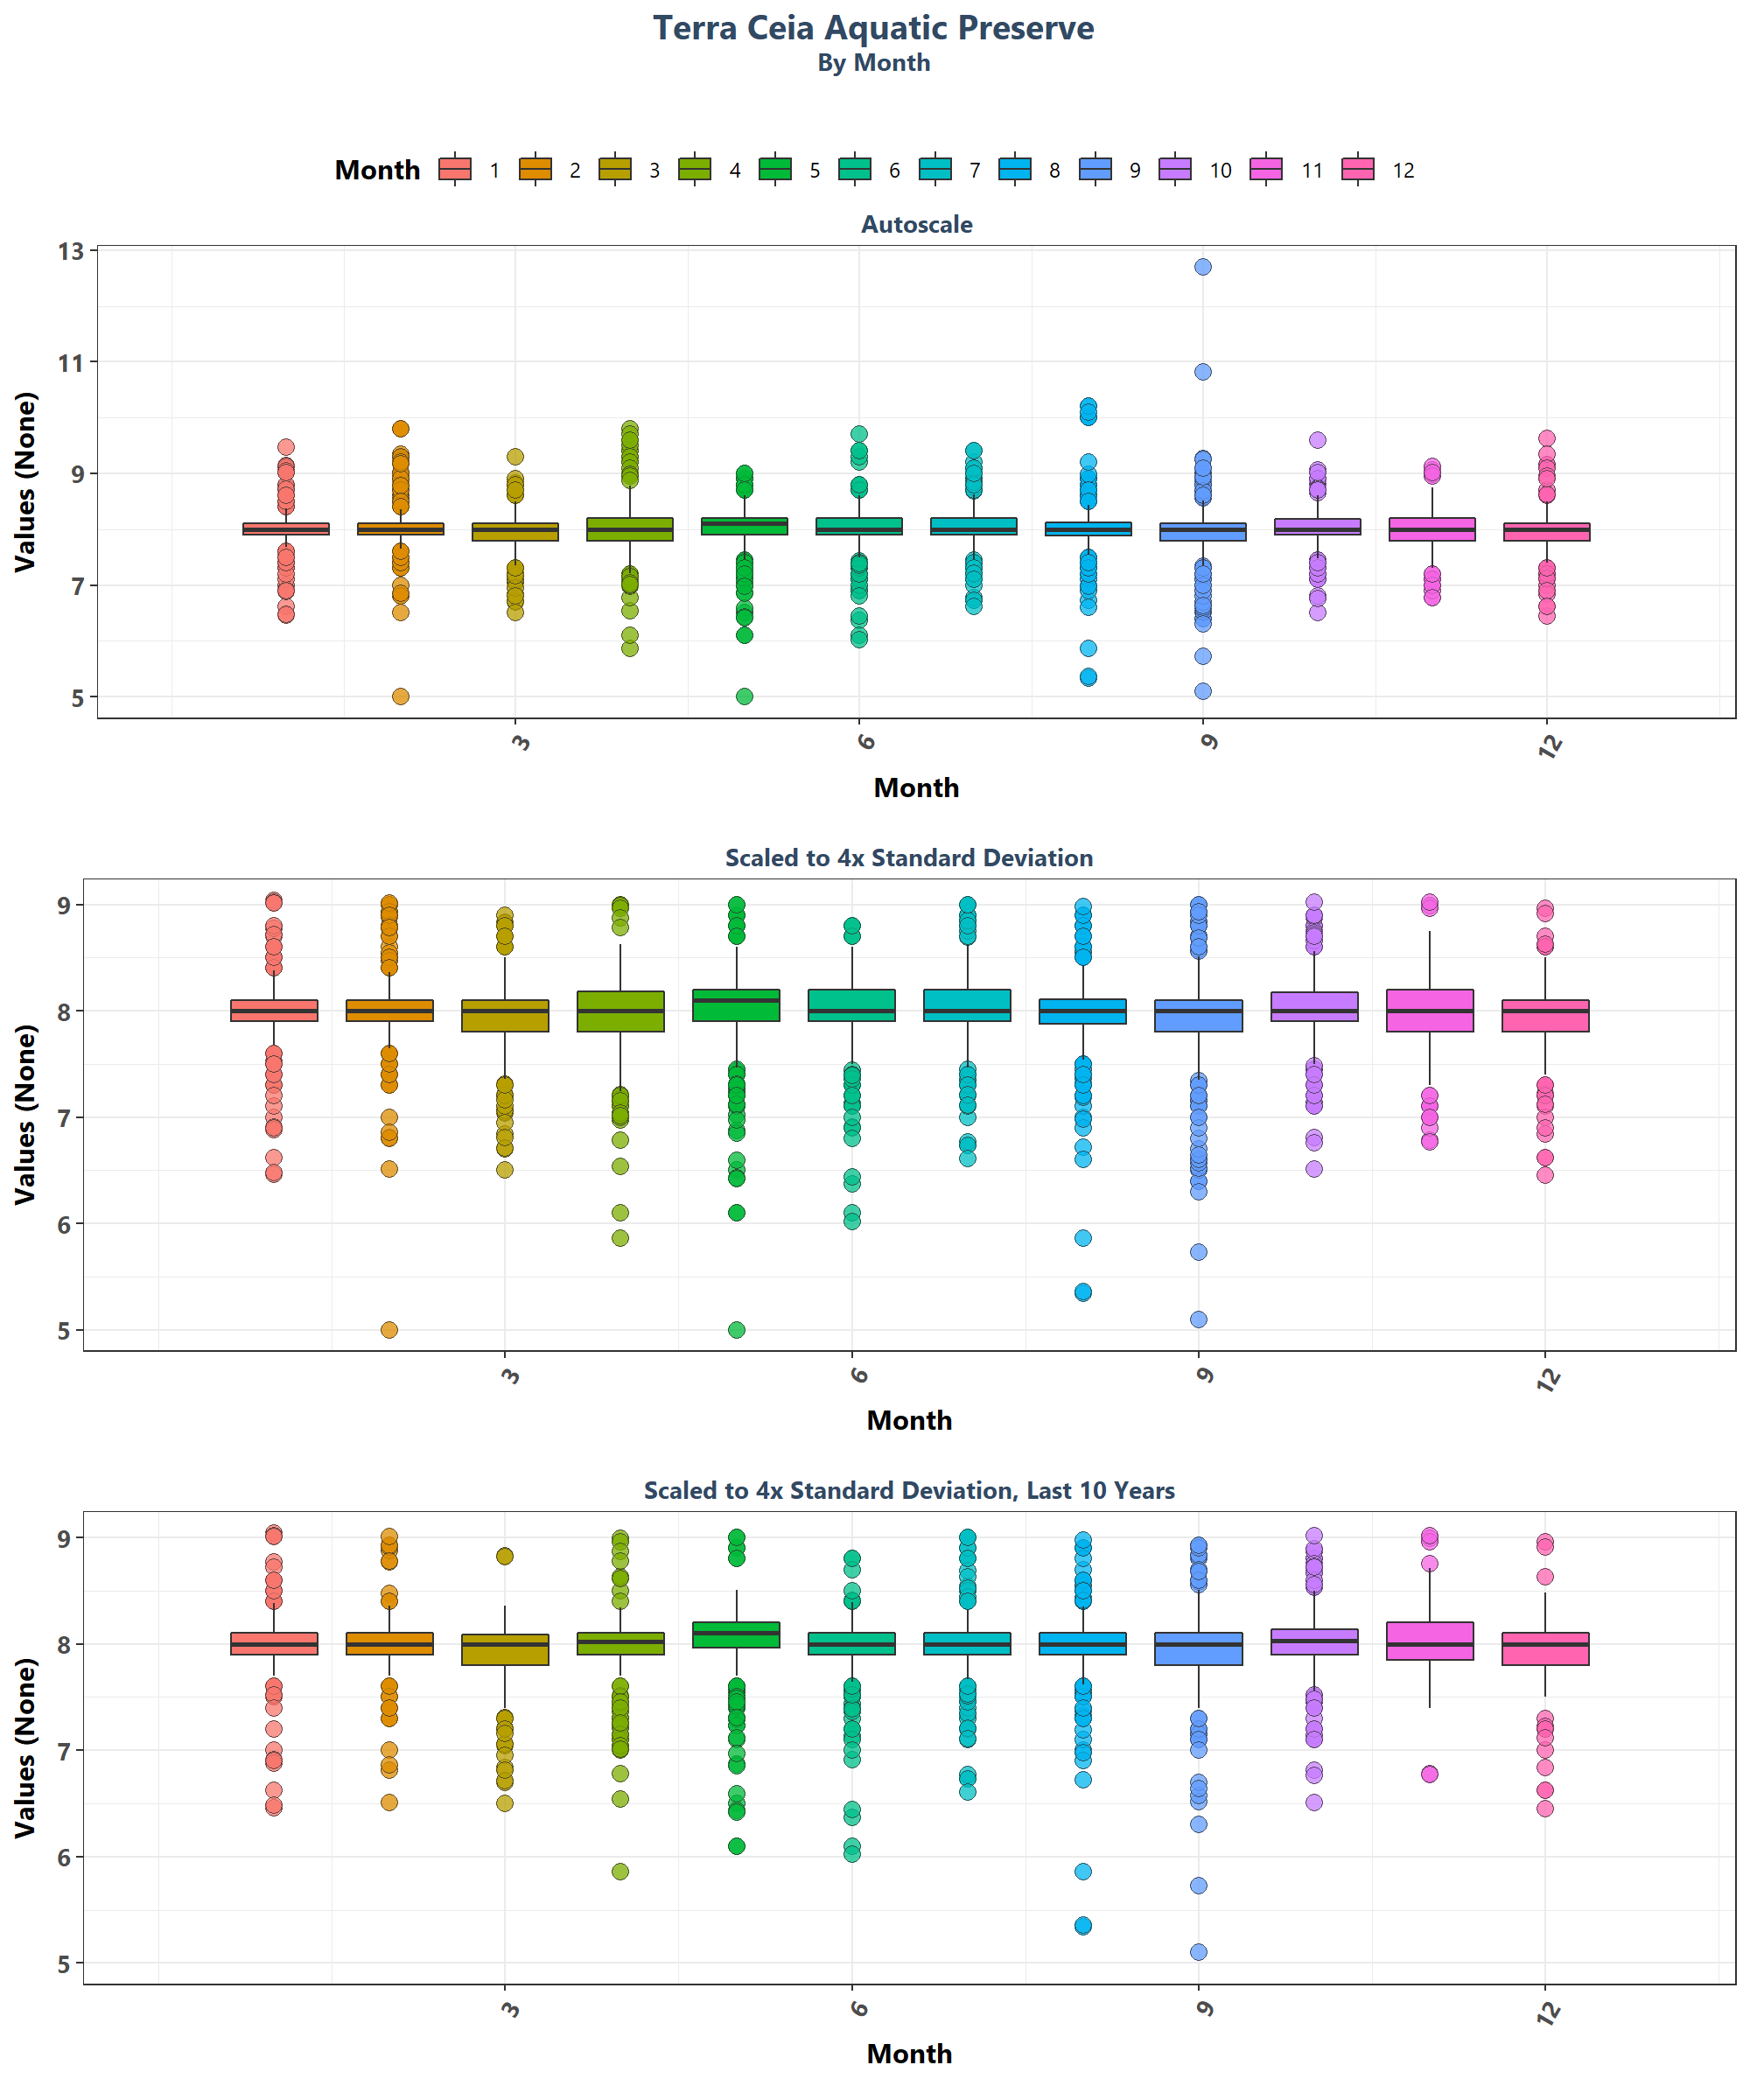 Terra Ceia Aquatic Preserve
By Month
Month 1 2 3 4 5 6 7 8 9 10 11 12
Autoscale
Values (None)
13
11
9
7
5
3 6 9 12
Month
Scaled to 4x Standard Deviation
Values (None)
9
8
7
6
5
3 6 9 12
Month
Scaled to 4x Standard Deviation, Last 10 Years
Values (None)
9
8
7
6
5
3 6 9 12
Month